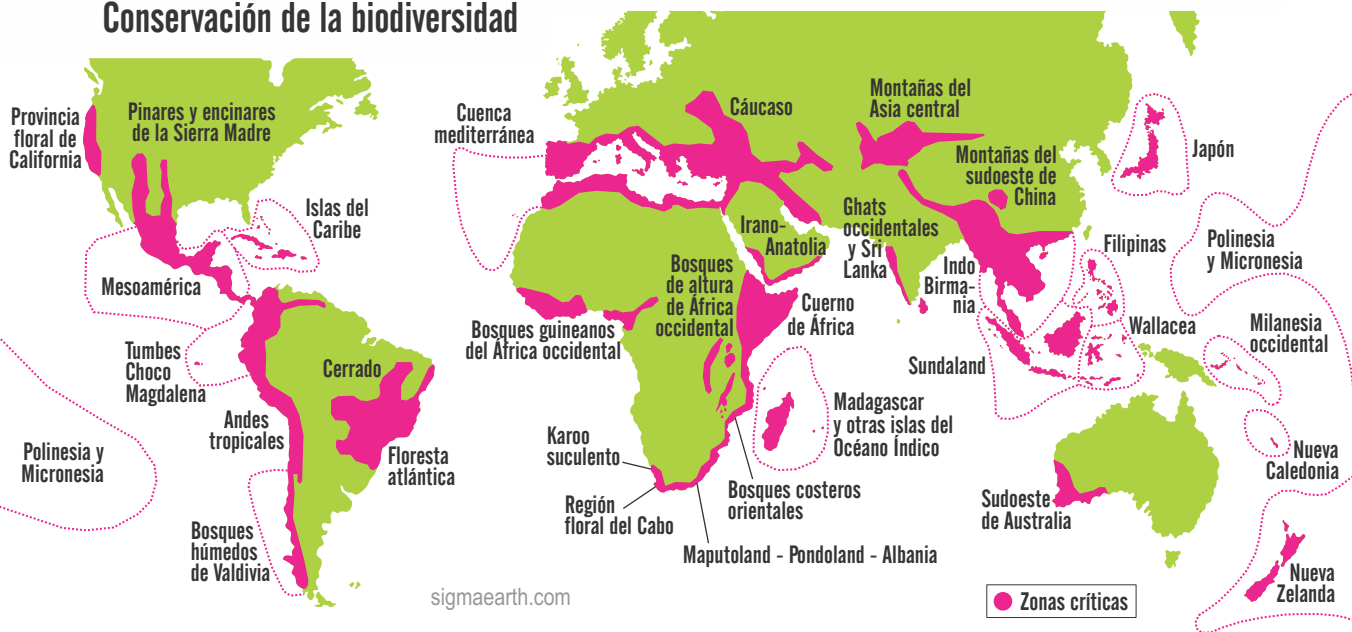 Conservación de la biodiversidad
Provincia
floral de
California
Pinares y encinares
de la Sierra Madre
Islas del
Caribe
Mesoamérica
Tumbes
Choco
Magdalena
Cerrado
Andes
tropicales
Floresta
atlántica
Polinesia y
Micronesia
Bosques
húmedos
de Valdivia
Cuenca
mediterránea
Cáucaso
Montañas del
Asia central
Montañas del
sudoeste de
China
Japón
Irano-
Anatolia
Ghats
occidentales
y Sri
Lanka
Indo
Birma-
nia
Filipinas
Polinesia
y Micronesia
Bosques
de altura
de África
occidental
Cuerno
de África
Bosques guineanos
del África occidental
Sundaland
Wallacea
Milanesia
occidental
Madagascar
y otras islas del
Océano Índico
Karoo
suculento
Región
floral del Cabo
Bosques costeros
orientales
Maputoland - Pondoland - Albania
Sudoeste
de Australia
Nueva
Caledonia
Nueva
Zelanda
Zonas críticas
sigmaearth.com